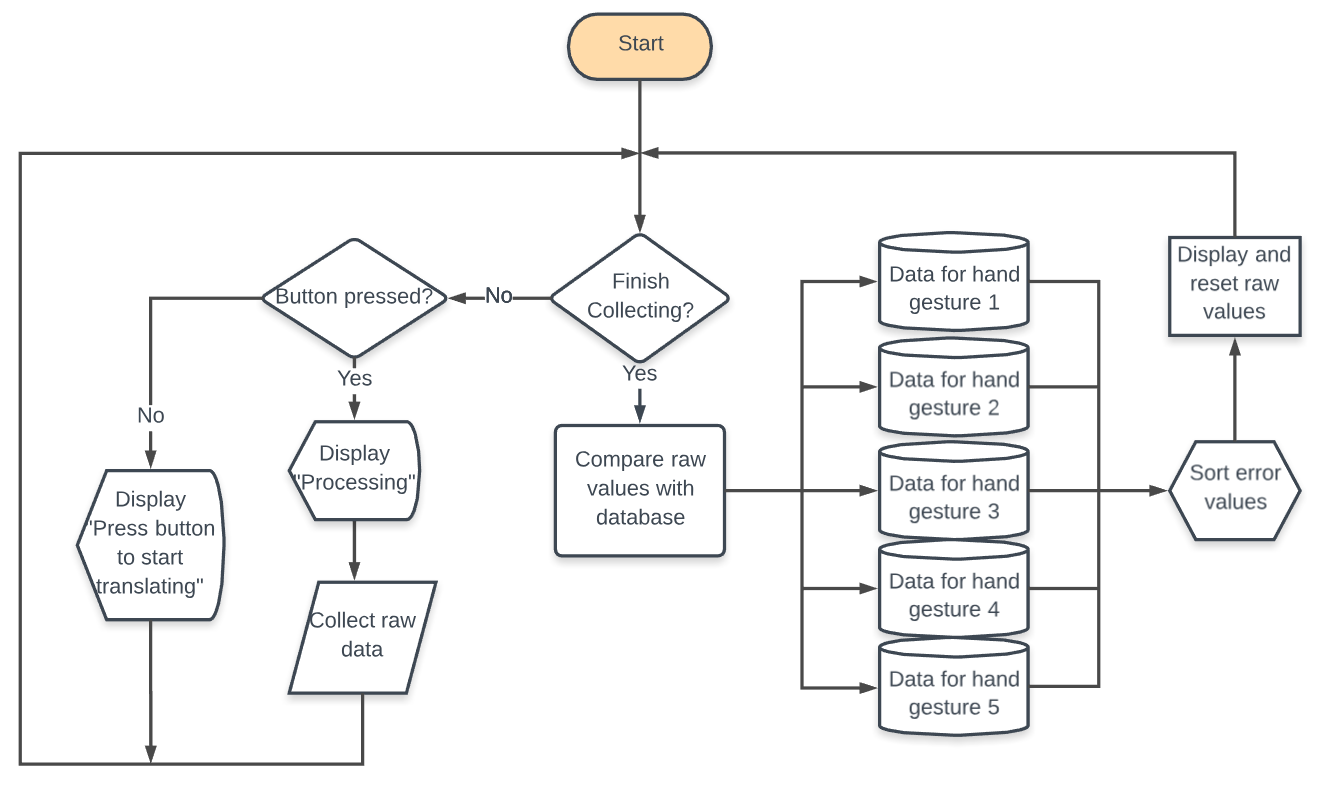 Start
Finish
Collecting?
No
Button pressed?
Yes
No
Yes
Display
"Press button
to start
translating"
Display
"Processing"
Collect raw
data
Compare raw
values with
database
Data for hand
gesture 1
Data for hand
gesture 2
Data for hand
gesture 3
Data for hand
gesture 4
Data for hand
gesture 5
Sort error
values
Display and
reset raw
values